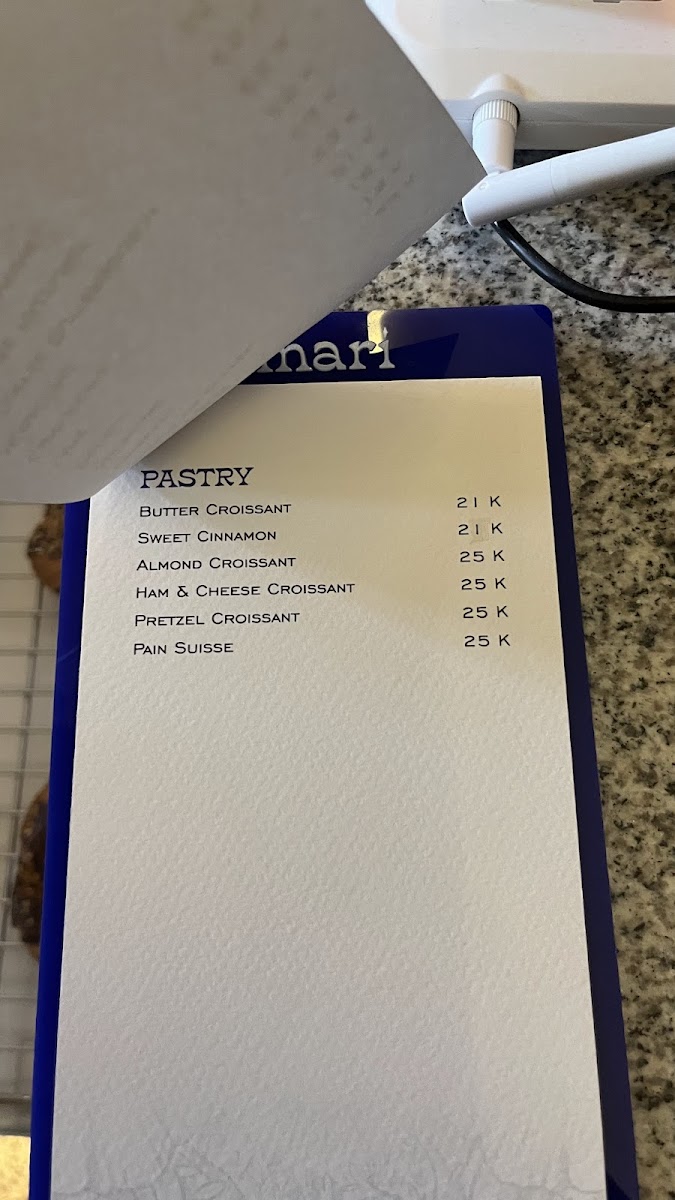 PASTRY
BUTTER CROISSANT 21 K
SWEET CINNAMON 21 K
ALMOND CROISSANT 25 K
HAM & CHEESE CROISSANT 25 K
PRETZEL CROISSANT 25 K
PAIN SUISSE 25 K